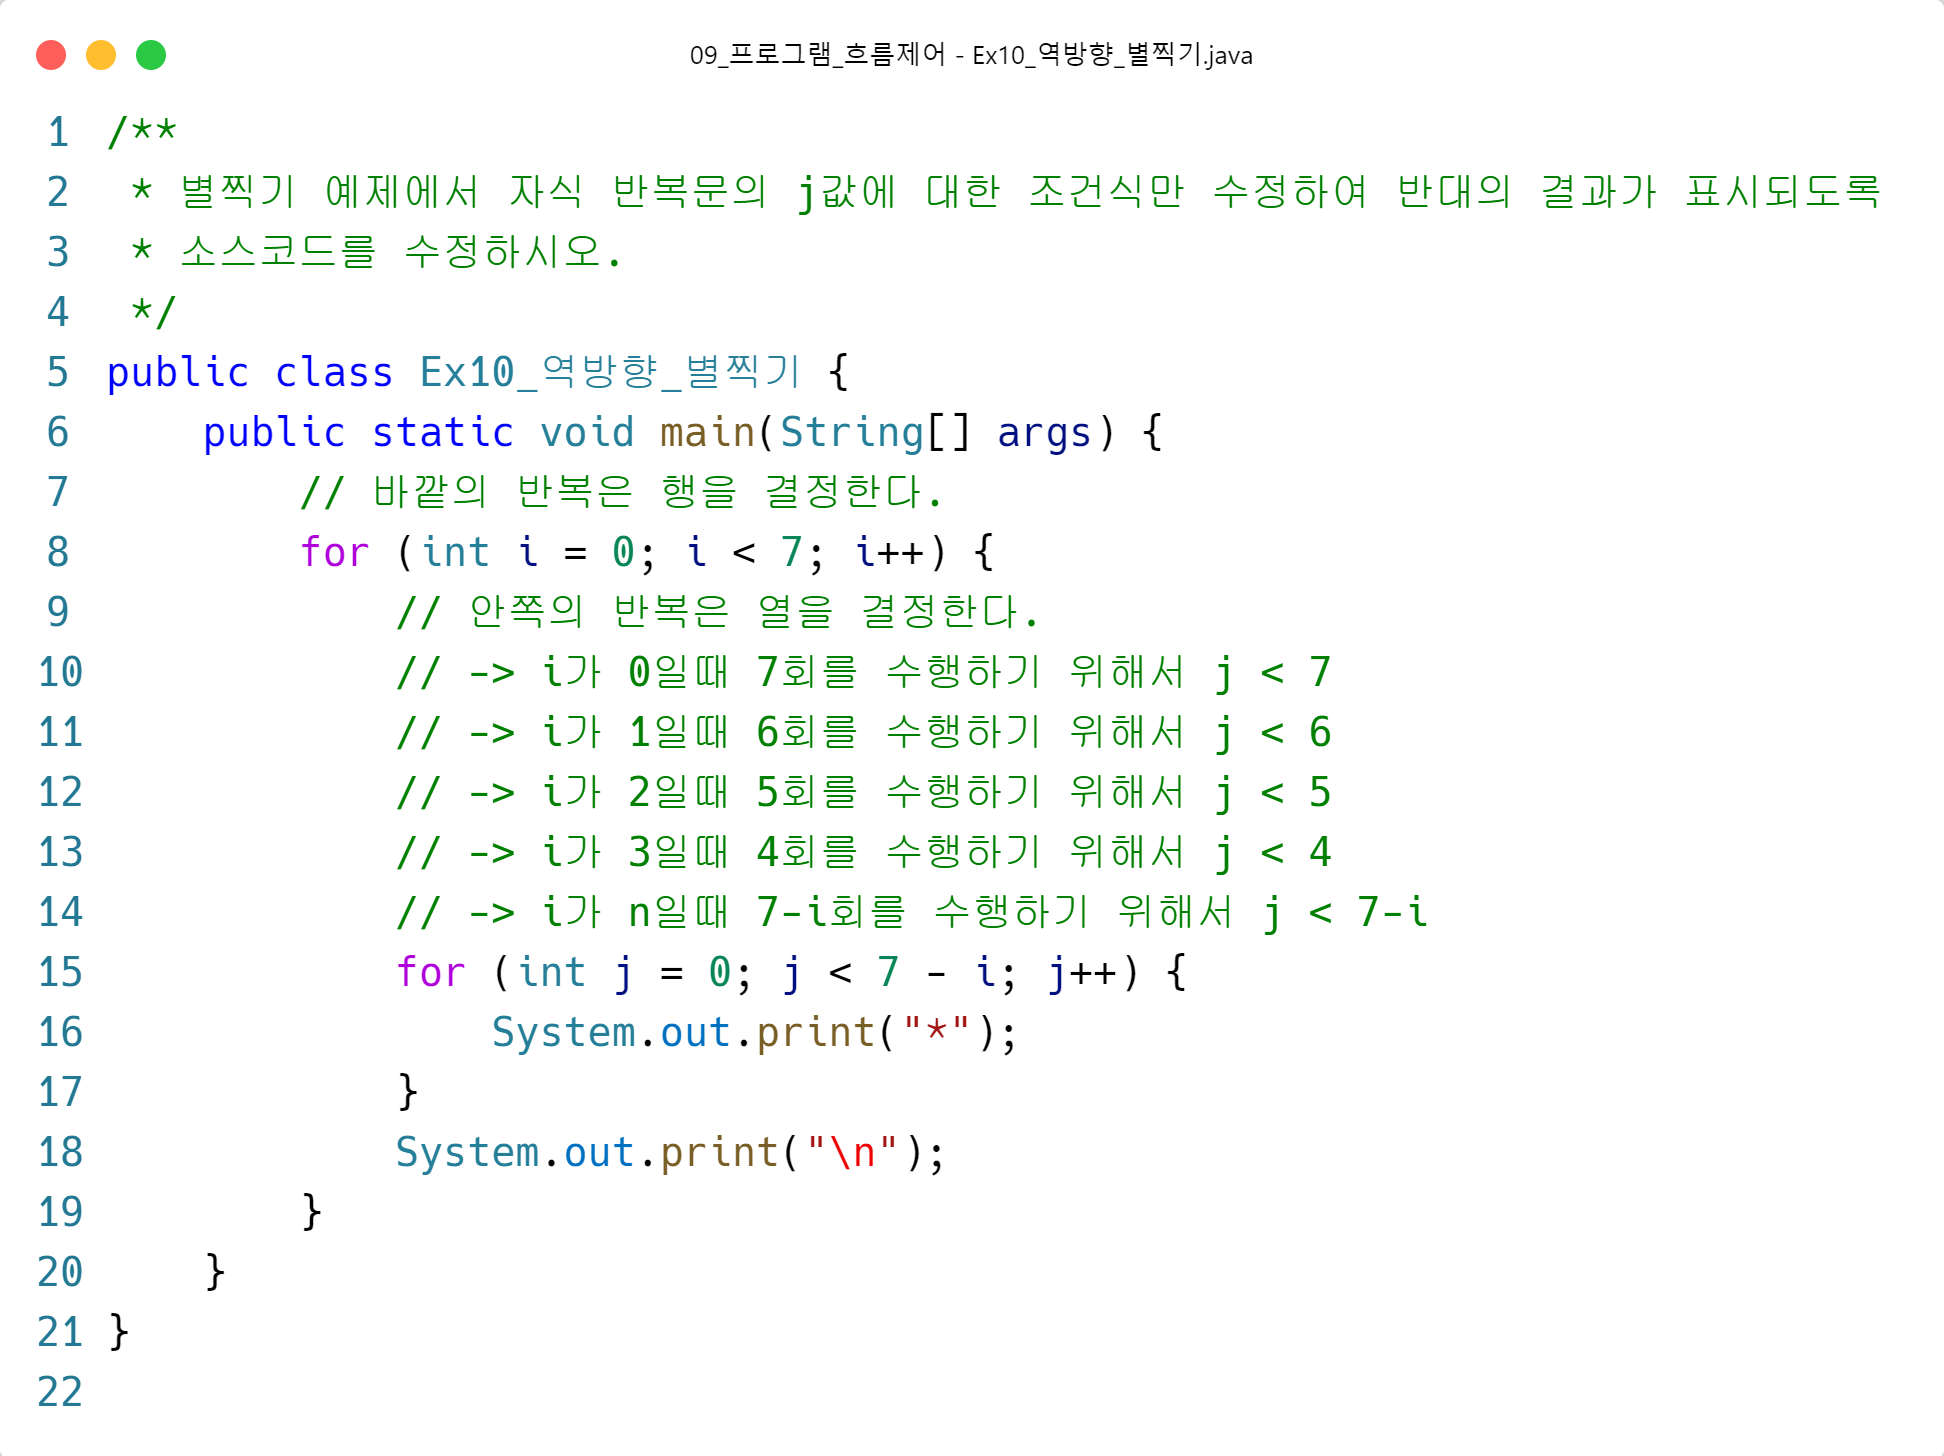 09_프로그램_흐름제어 - Ex10_역방향_별찍기.java
1 /**
2  * 별찍기 예제에서 자식 반복문의 j값에 대한 조건식만 수정하여 반대의 결과가 표시되도록
3  * 소스코드를 수정하시오.
4  */
5 public class Ex10_역방향_별찍기 {
6     public static void main(String[] args) {
7         // 바깥의 반복은 행을 결정한다.
8         for (int i = 0; i < 7; i++) {
9             // 안쪽의 반복은 열을 결정한다.
10             // -> i가 0일때 7회를 수행하기 위해서 j < 7
11             // -> i가 1일때 6회를 수행하기 위해서 j < 6
12             // -> i가 2일때 5회를 수행하기 위해서 j < 5
13             // -> i가 3일때 4회를 수행하기 위해서 j < 4
14             // -> i가 n일때 7-i회를 수행하기 위해서 j < 7-i
15             for (int j = 0; j < 7 - i; j++) {
16                 System.out.print("*");
17             }
18             System.out.print("\n");
19         }
20     }
21 }
22